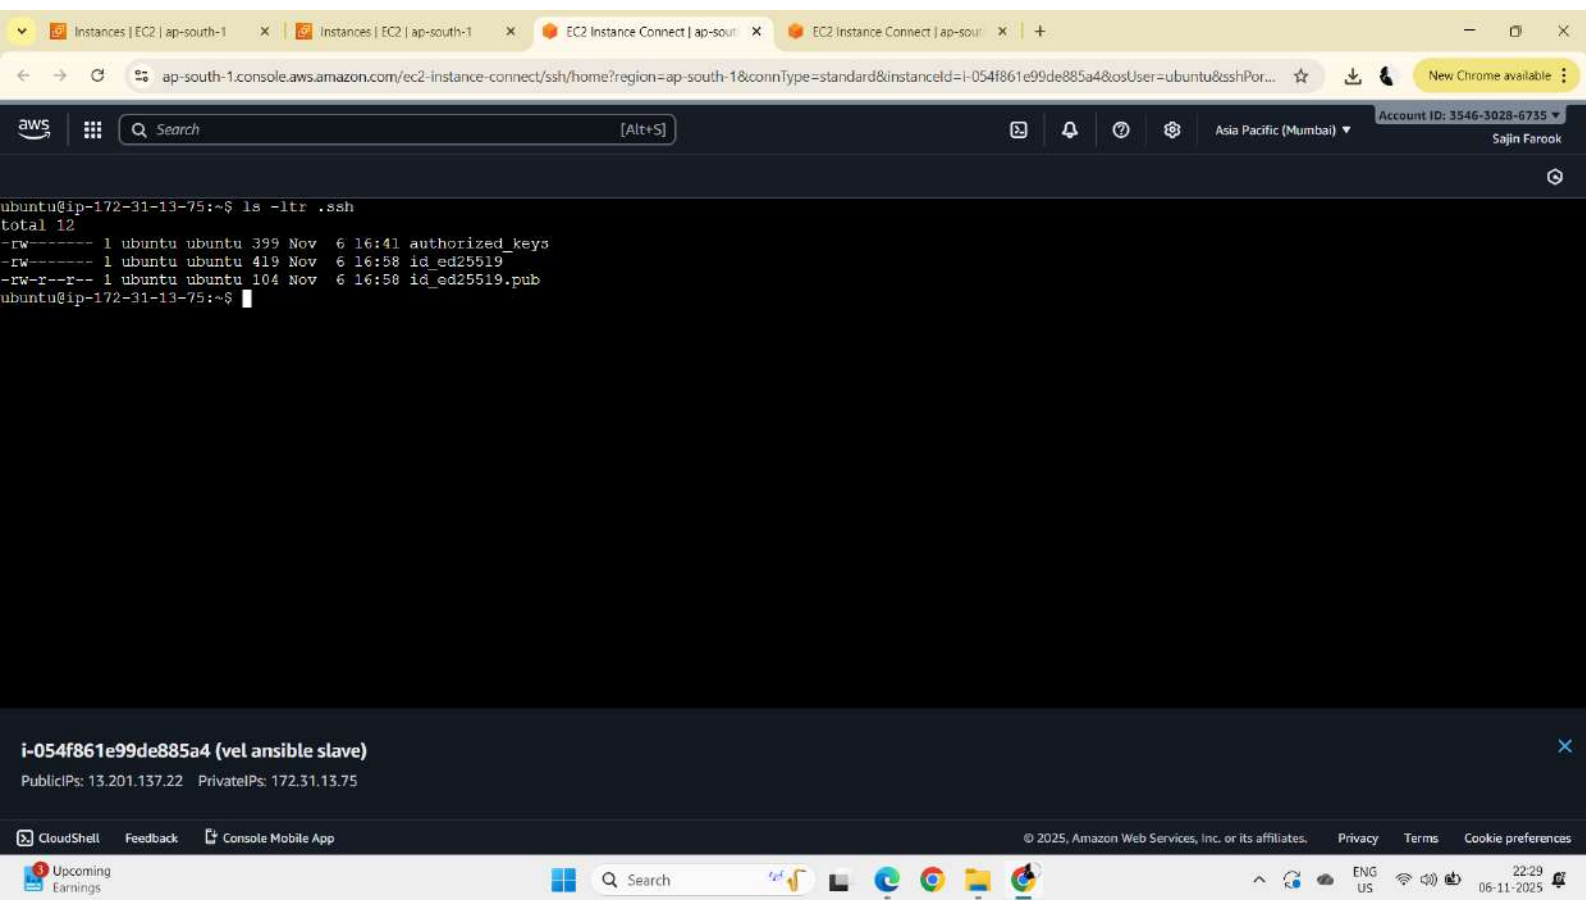 Instances | EC2 | ap-south-1
Instances | EC2 | ap-south-1
EC2 Instance Connect | ap-sout
EC2 Instance Connect | ap-sout
ap-south-1.console.aws.amazon.com/ec2-instance-connect/ssh/home?region=ap-south-1&connType=standard&instanceId=i-054f861e99de885a4&osUser=ubuntu&sshPor...
New Chrome available
aws
Search
[Alt+S]
Asia Pacific (Mumbai)
Account ID: 3546-3028-6735
Sajin Farook
ubuntu@ip-172-31-13-75:~$ ls -ltr .ssh
total 12
-rw------- 1 ubuntu ubuntu 399 Nov  6 16:41 authorized_keys
-rw------- 1 ubuntu ubuntu 419 Nov  6 16:58 id_ed25519
-rw-r--r-- 1 ubuntu ubuntu 104 Nov  6 16:58 id_ed25519.pub
ubuntu@ip-172-31-13-75:~$
i-054f861e99de885a4 (vel ansible slave)
PublicIPs: 13.201.137.22 PrivateIPs: 172.31.13.75
CloudShell Feedback Console Mobile App © 2025, Amazon Web Services, Inc. or its affiliates. Privacy Terms Cookie preferences
3
Upcoming
Earnings
Search
ENG
US
22:29
06-11-2025